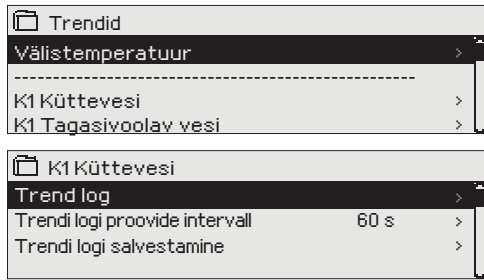 Trendid
Välistemperatuur >
-----------------------------------------------------
K1 Küttevesi >
K1 Tagasivoolav vesi >
K1 Küttevesi
Trend log >
Trendi logi proovide intervall 60 s >
Trendi logi salvestamine >